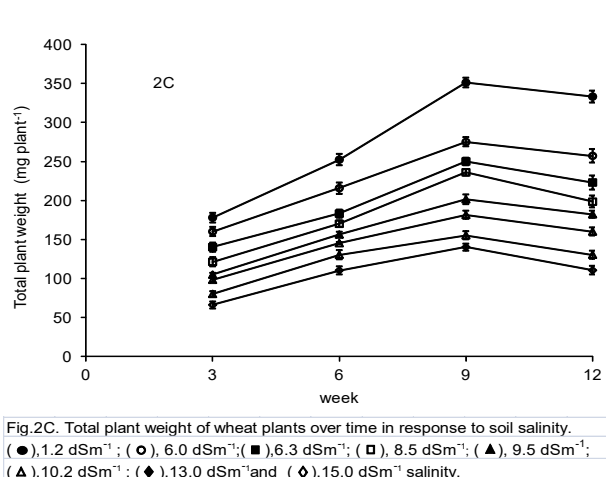 400
350
300
250
200
150
100
50
0
Total plant weight (mg plant⁻¹)
2C
0 3 6 9 12
week
Fig.2C. Total plant weight of wheat plants over time in response to soil salinity.
( ● ),1.2 dSm⁻¹ ; ( o ), 6.0 dSm⁻¹;( ■ ),6.3 dSm⁻¹; ( □ ), 8.5 dSm⁻¹; ( ▲ ), 9.5 dSm⁻¹;
( △ ),10.2 dSm⁻¹ ; ( ◆ ),13.0 dSm⁻¹and ( ◊ ),15.0 dSm⁻¹ salinity.